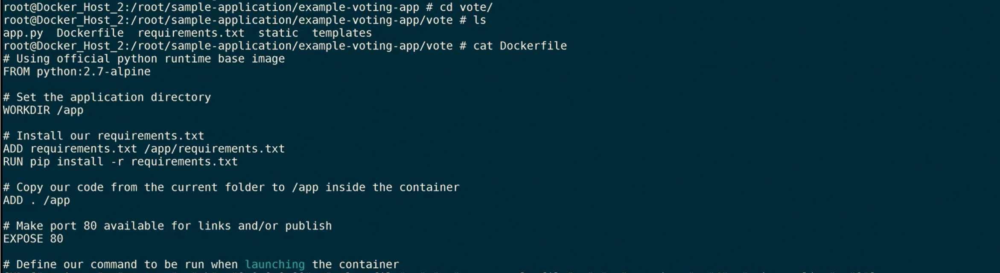 root@Docker_Host_2:/root/sample-application/example-voting-app # cd vote/
root@Docker_Host_2:/root/sample-application/example-voting-app/vote # ls
app.py  Dockerfile  requirements.txt  static  templates
root@Docker_Host_2:/root/sample-application/example-voting-app/vote # cat Dockerfile
# Using official python runtime base image
FROM python:2.7-alpine
# Set the application directory
WORKDIR /app
# Install our requirements.txt
ADD requirements.txt /app/requirements.txt
RUN pip install -r requirements.txt
# Copy our code from the current folder to /app inside the container
ADD . /app
# Make port 80 available for links and/or publish
EXPOSE 80
# Define our command to be run when launching the container